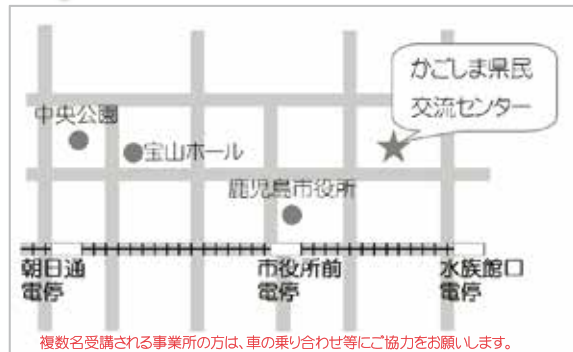 かごしま県民
交流センター
中央公園
宝山ホール
鹿児島市役所
朝日通
電停
市役所前
電停
水族館口
電停
複数名受講される事業所の方は、車の乗り合わせ等にご協力をお願いします。